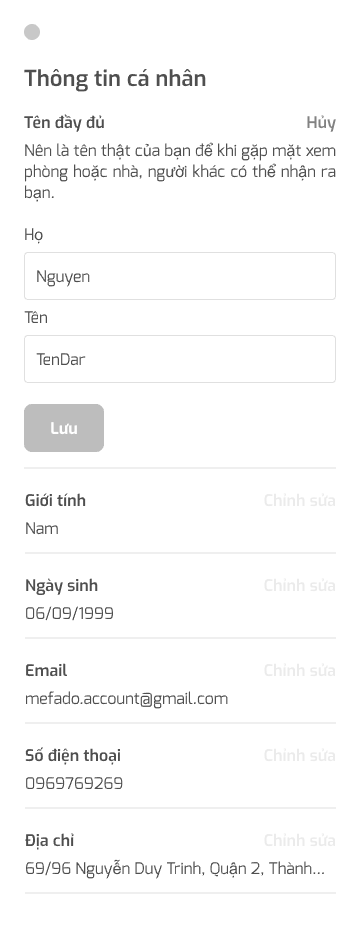 Thông tin cá nhân
Tên đầy đủ Hủy
Nên là tên thật của bạn để khi gặp mặt xem
phòng hoặc nhà, người khác có thể nhận ra
bạn.
Họ
Nguyen
Tên
TenDar
Lưu
Giới tính Chỉnh sửa
Nam
Ngày sinh Chỉnh sửa
06/09/1999
Email Chỉnh sửa
mefado.account@gmail.com
Số điện thoại Chỉnh sửa
0969769269
Địa chỉ Chỉnh sửa
69/96 Nguyễn Duy Trinh, Quận 2, Thành...